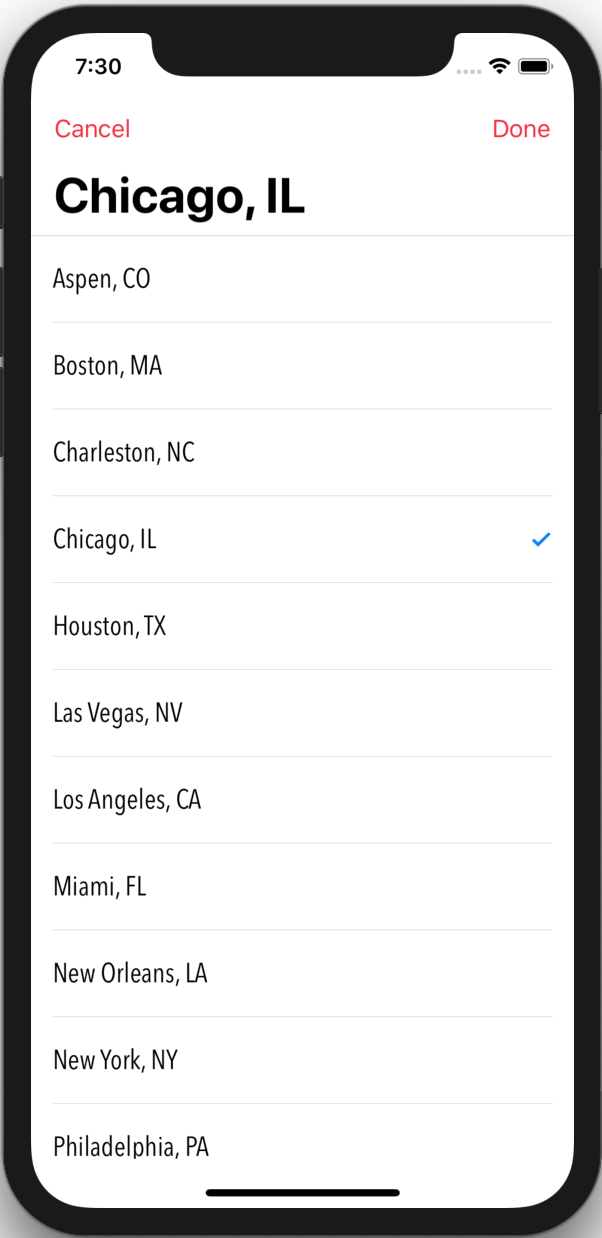 7:30
Cancel Done
Chicago, IL
Aspen, CO
Boston, MA
Charleston, NC
Chicago, IL
Houston, TX
Las Vegas, NV
Los Angeles, CA
Miami, FL
New Orleans, LA
New York, NY
Philadelphia, PA